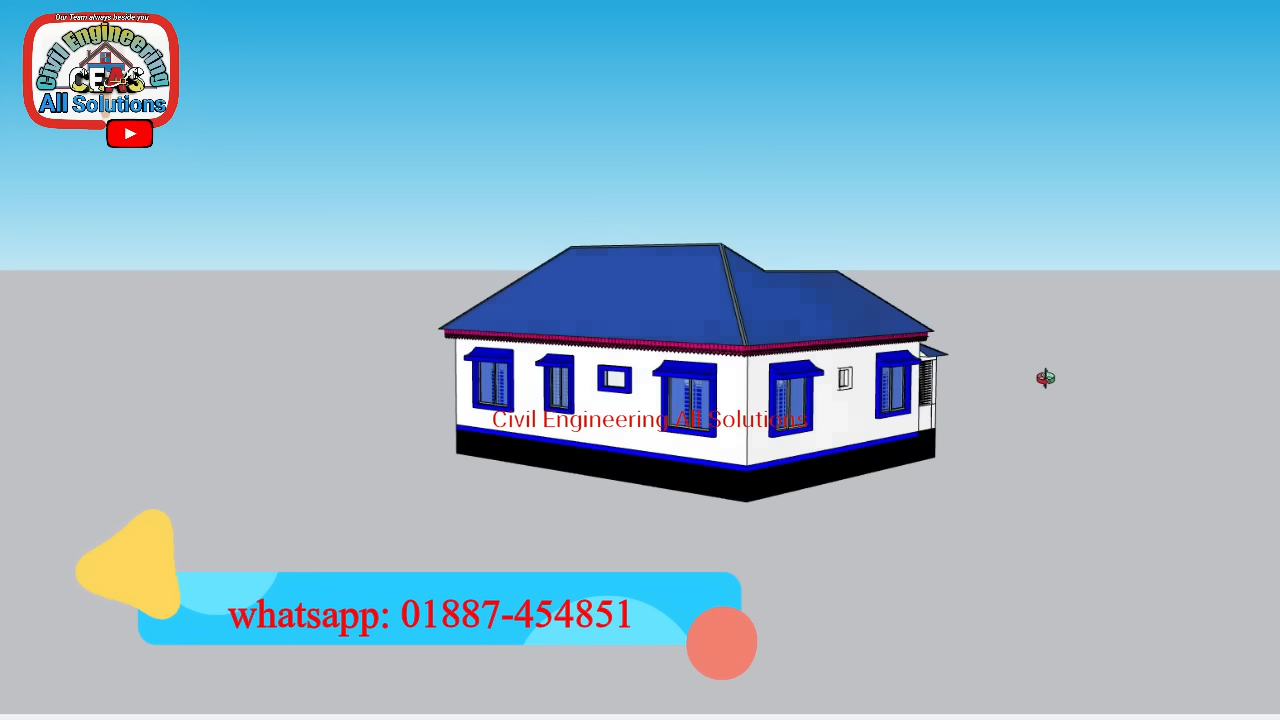 Our Team always beside you
Civil Engineering
CEAS
All Solutions
Civil Engineering All Solutions
whatsapp: 01887-454851